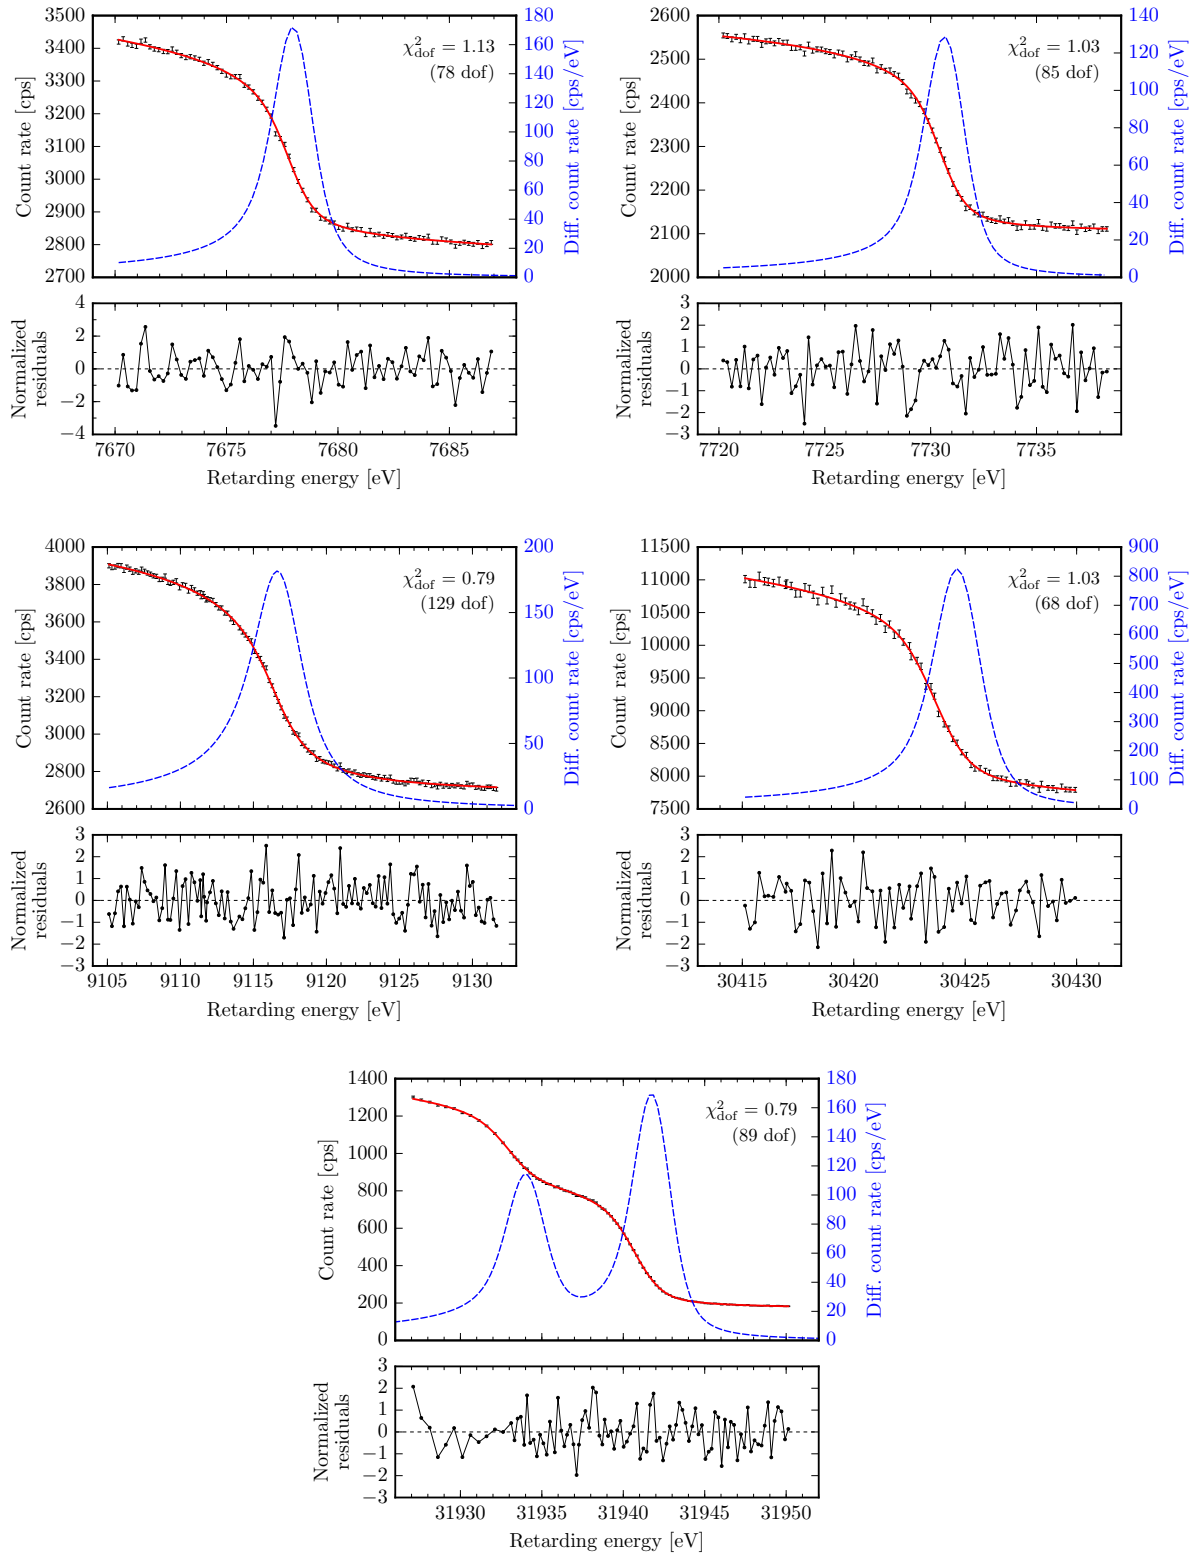 3500
3400
3300
3200
3100
3000
2900
2800
2700
Count rate [cps]
χ²dof = 1.13
(78 dof)
180
160
140
120
100
80
60
40
20
0
Diff. count rate [cps/eV]
4
2
0
−2
−4
Normalized
residuals
7670 7675 7680 7685
Retarding energy [eV]
2600
2500
2400
2300
2200
2100
2000
Count rate [cps]
χ²dof = 1.03
(85 dof)
140
120
100
80
60
40
20
0
Diff. count rate [cps/eV]
3
2
1
0
−1
−2
−3
Normalized
residuals
7720 7725 7730 7735
Retarding energy [eV]
4000
3800
3600
3400
3200
3000
2800
2600
Count rate [cps]
χ²dof = 0.79
(129 dof)
200
150
100
50
0
Diff. count rate [cps/eV]
3
2
1
0
−1
−2
−3
Normalized
residuals
9105 9110 9115 9120 9125 9130
Retarding energy [eV]
11500
11000
10500
10000
9500
9000
8500
8000
7500
Count rate [cps]
χ²dof = 1.03
(68 dof)
900
800
700
600
500
400
300
200
100
0
Diff. count rate [cps/eV]
3
2
1
0
−1
−2
−3
Normalized
residuals
30415 30420 30425 30430
Retarding energy [eV]
1400
1200
1000
800
600
400
200
0
Count rate [cps]
χ²dof = 0.79
(89 dof)
180
160
140
120
100
80
60
40
20
0
Diff. count rate [cps/eV]
3
2
1
0
−1
−2
−3
Normalized
residuals
31930 31935 31940 31945 31950
Retarding energy [eV]